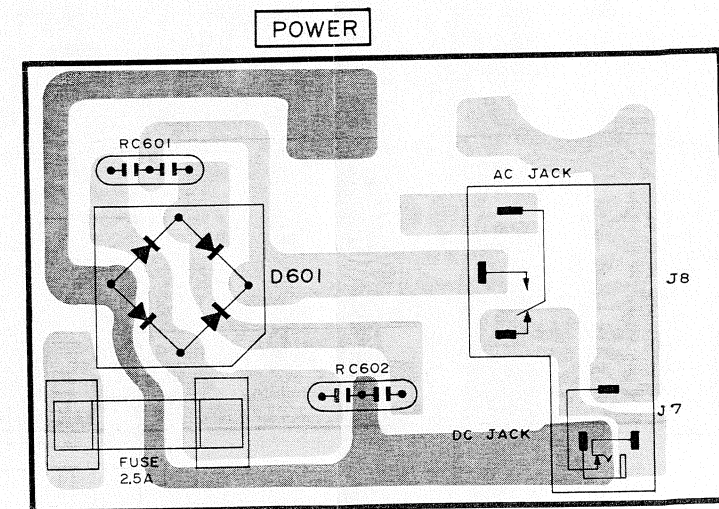 POWER
RC601
AC JACK
D601
J8
RC602
J7
DC JACK
FUSE
2.5A